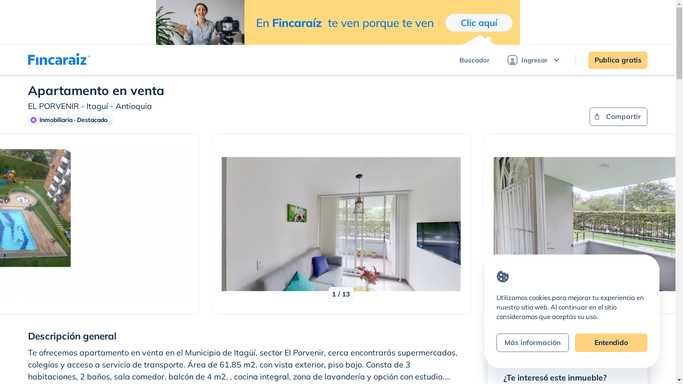 En Fincaraíz te ven porque te ven
Clic aquí
Fincaraíz
Buscador
Ingresar
Publica gratis
Apartamento en venta
EL PORVENIR - Itagui - Antioquia
Inmobiliaria · Destacado
Compartir
1 / 13
Utilizamos cookies para mejorar tu experiencia en
nuestro sitio web. Al continuar en el sitio
consideramos que aceptas su uso.
Más información
Entendido
Descripción general
Te ofrecemos apartamento en venta en el Municipio de Itagüí, sector El Porvenir, cerca encontrarás supermercados,
colegios y acceso a servicio de transporte. Área de 61,85 m2, con vista exterior, piso bajo. Consta de 3
habitaciones, 2 baños, sala comedor, balcón de 4 m2, , cocina integral, zona de lavandería y opción con estudio....
¿Te interesó este inmueble?